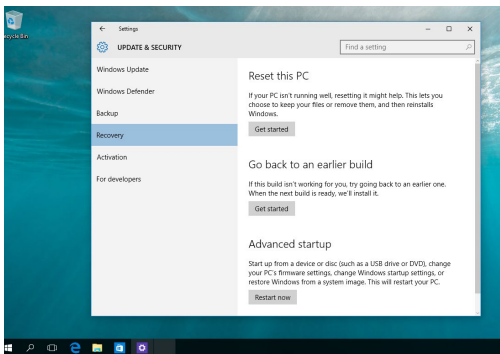 ecycle Bin
Settings
UPDATE & SECURITY
Find a setting
Windows Update
Windows Defender
Backup
Recovery
Activation
For developers
Reset this PC
If your PC isn't running well, resetting it might help. This lets you
choose to keep your files or remove them, and then reinstalls
Windows.
Get started
Go back to an earlier build
If this build isn't working for you, try going back to an earlier one.
When the next build is ready, we'll install it.
Get started
Advanced startup
Start up from a device or disc (such as a USB drive or DVD), change
your PC's firmware settings, change Windows startup settings, or
restore Windows from a system image. This will restart your PC.
Restart now